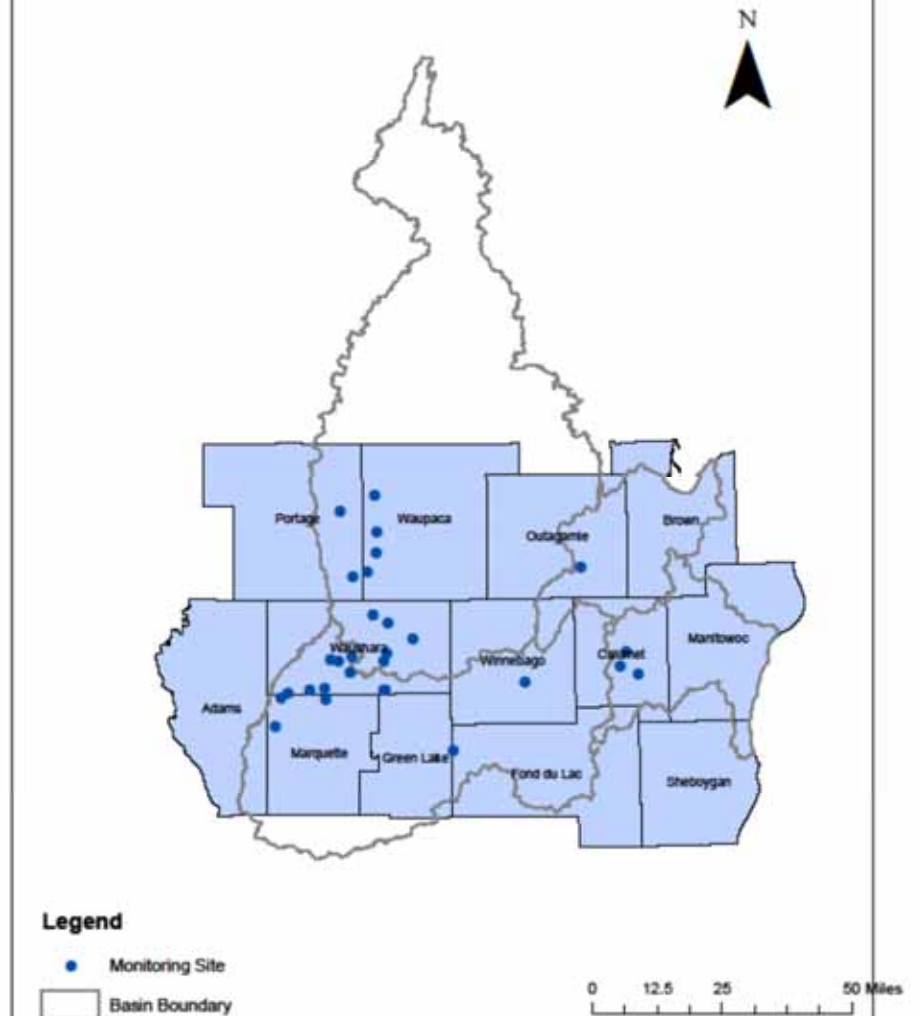 N
Portage
Waupaca
Outagamie
Brown
Waushara
Winnebago
Calumet
Manitowoc
Adams
Marquette
Green Lake
Fond du Lac
Sheboygan
Legend
Monitoring Site
Basin Boundary
0 12.5 25 50 Miles